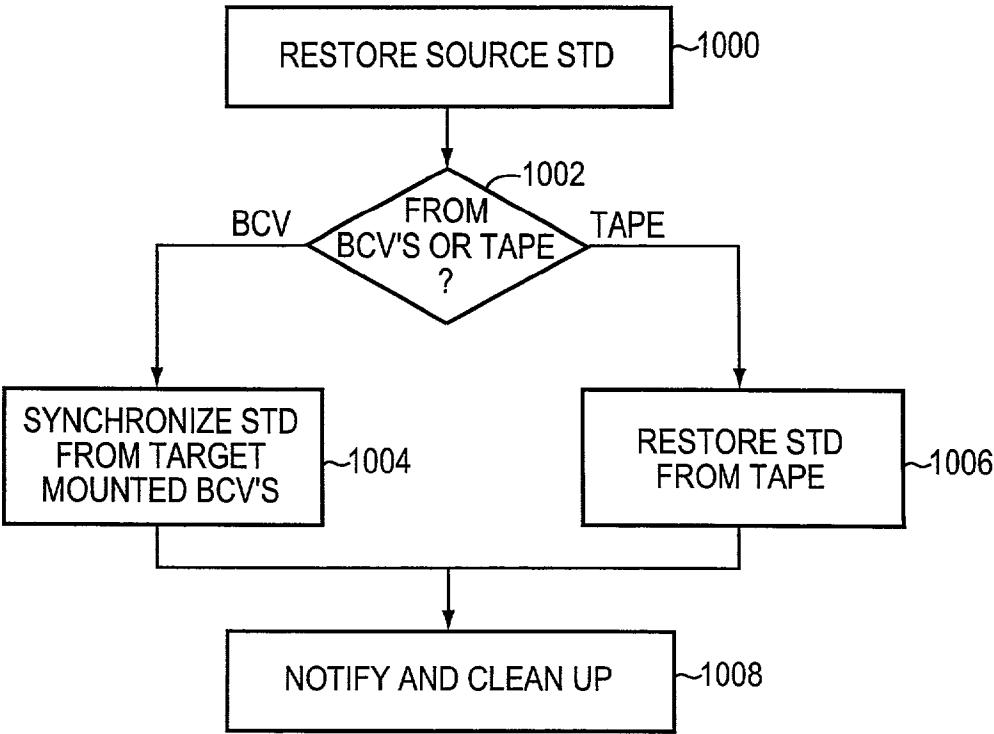 RESTORE SOURCE STD
1000
1002
FROM
BCV'S OR TAPE
?
BCV
TAPE
SYNCHRONIZE STD
FROM TARGET
MOUNTED BCV'S
1004
RESTORE STD
FROM TAPE
1006
NOTIFY AND CLEAN UP
1008